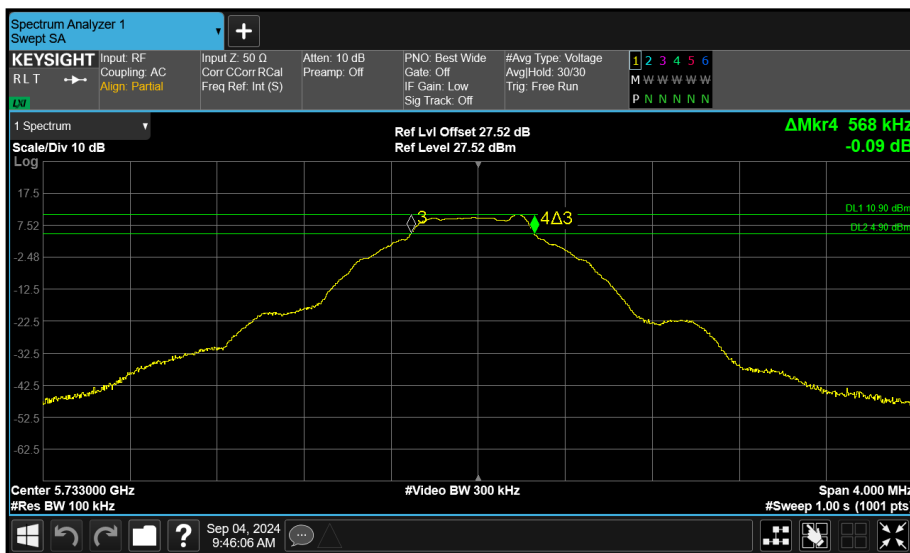 Spectrum Analyzer 1
Swept SA
+
KEYSIGHT
R L T
LXI
Input: RF
Coupling: AC
Align: Partial
Input Z: 50 Ω
Corr CCorr RCal
Freq Ref: Int (S)
Atten: 10 dB
Preamp: Off
PNO: Best Wide
Gate: Off
IF Gain: Low
Sig Track: Off
#Avg Type: Voltage
Avg|Hold: 30/30
Trig: Free Run
1 2 3 4 5 6
M W W W W W
P N N N N N
1 Spectrum
Scale/Div 10 dB
Log
Ref Lvl Offset 27.52 dB
Ref Level 27.52 dBm
ΔMkr4 568 kHz
-0.09 dB
17.5
7.52
-2.48
-12.5
-22.5
-32.5
-42.5
-52.5
-62.5
3
4Δ3
DL1 10.90 dBm
DL2 4.90 dBm
Center 5.733000 GHz
#Res BW 100 kHz
#Video BW 300 kHz
Span 4.000 MHz
#Sweep 1.00 s (1001 pts)
?
Sep 04, 2024
9:46:06 AM